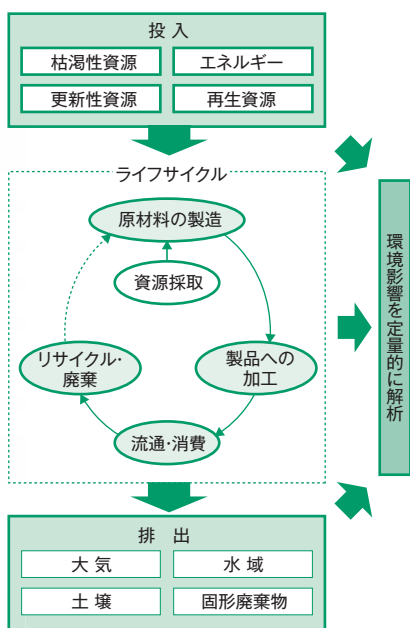 投入
枯渇性資源
エネルギー
更新性資源
再生資源
ライフサイクル
原材料の製造
資源採取
製品への
加工
流通・消費
リサイクル・
廃棄
環境影響を定量的に解析
排 出
大 気
水 域
土 壌
固形廃棄物